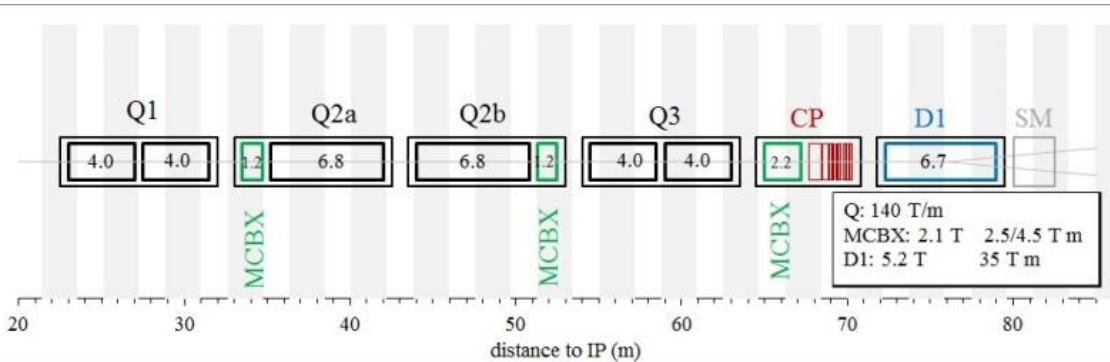 Q1 Q2a Q2b Q3 CP D1 SM
4.0 4.0 1.2 6.8 6.8 1.2 4.0 4.0 2.2 6.7
MCBX MCBX MCBX
Q: 140 T/m
MCBX: 2.1 T 2.5/4.5 T m
D1: 5.2 T 35 T m
20 30 40 50 60 70 80
distance to IP (m)